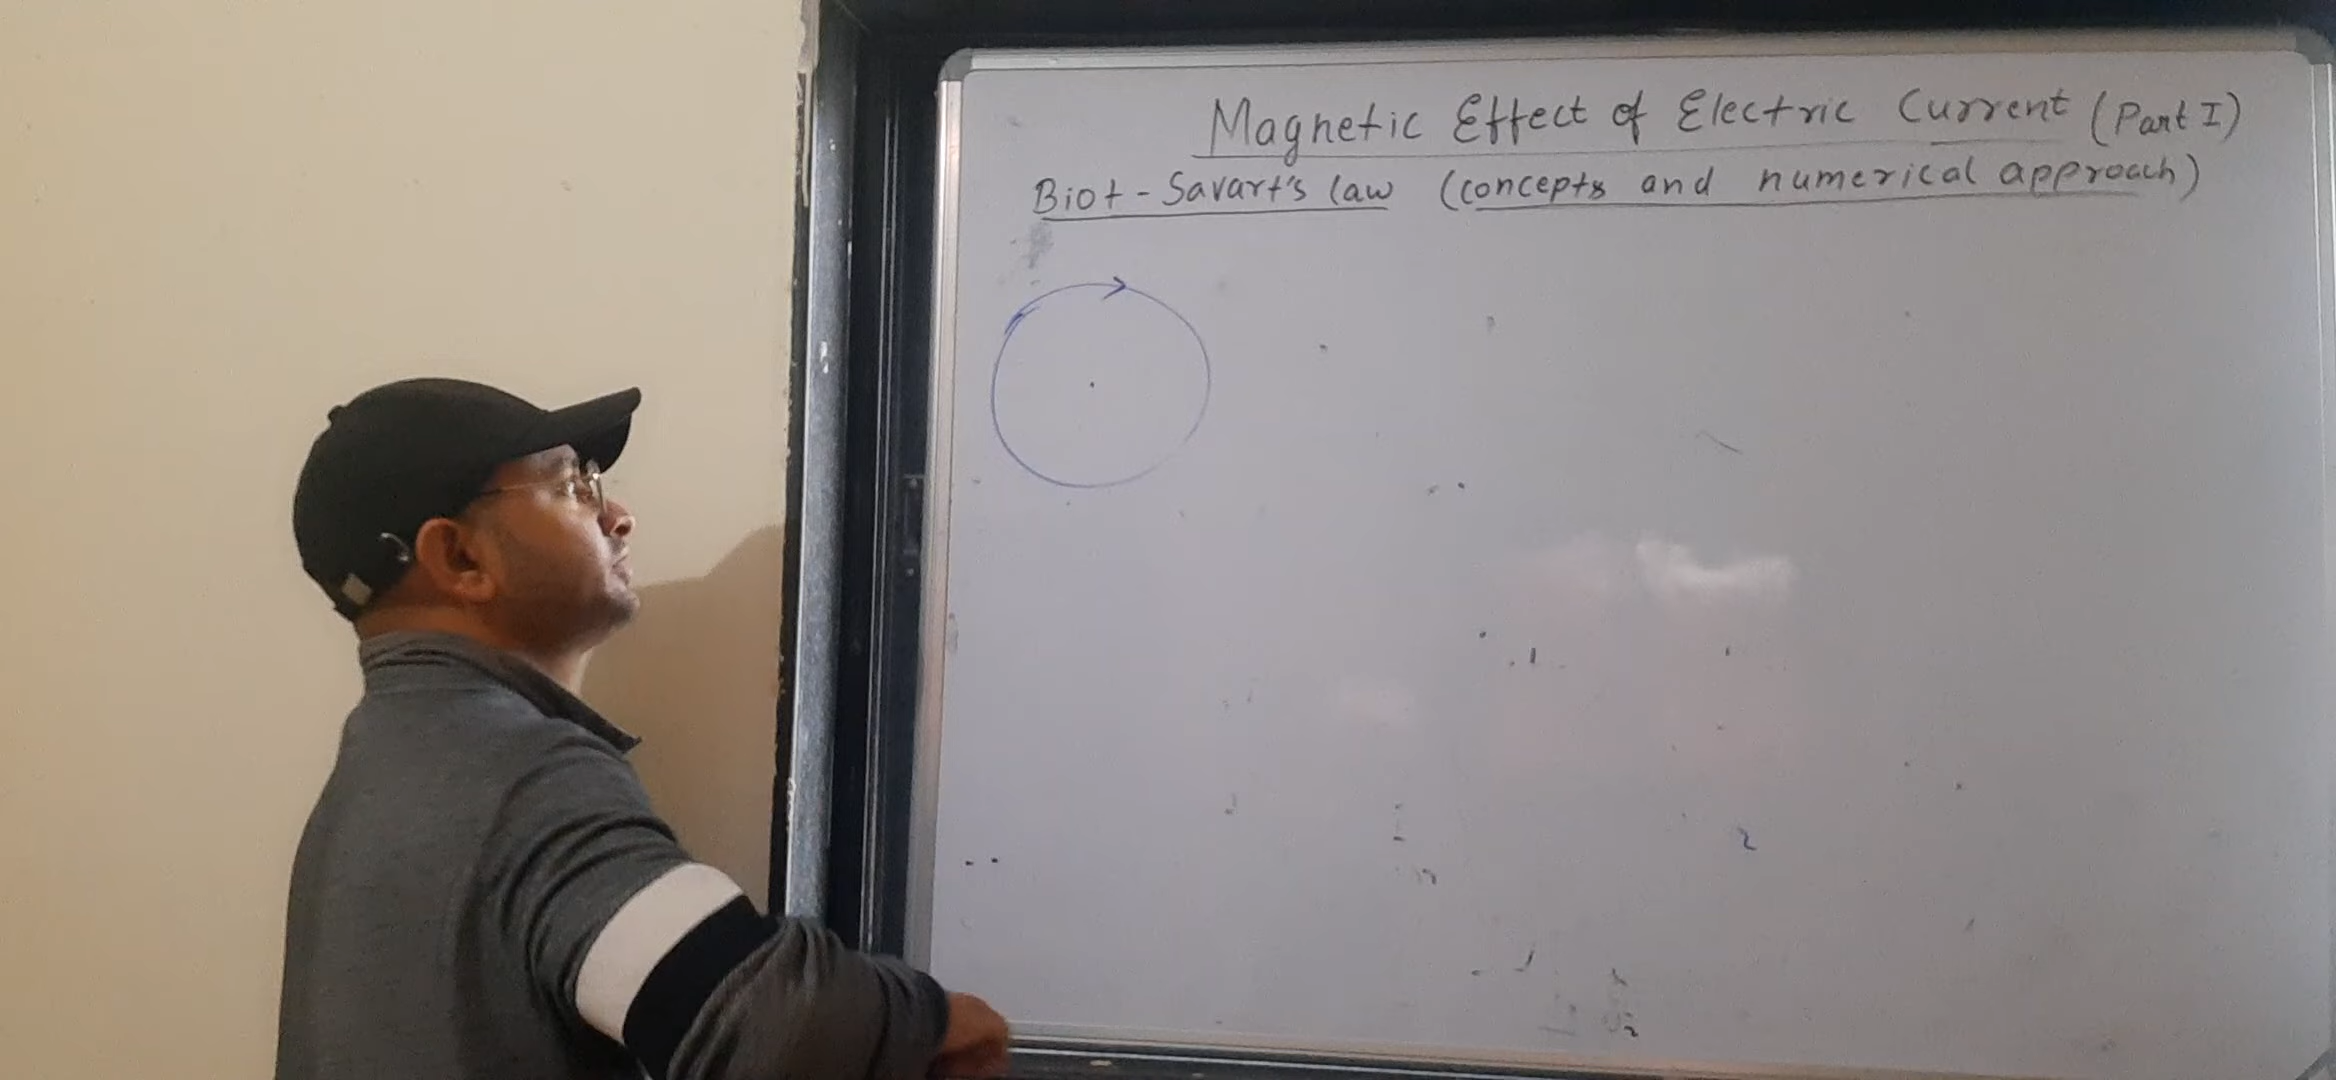 Magnetic Effect of Electric Current (Part I)
Biot-Savart's law (concepts and numerical approach)